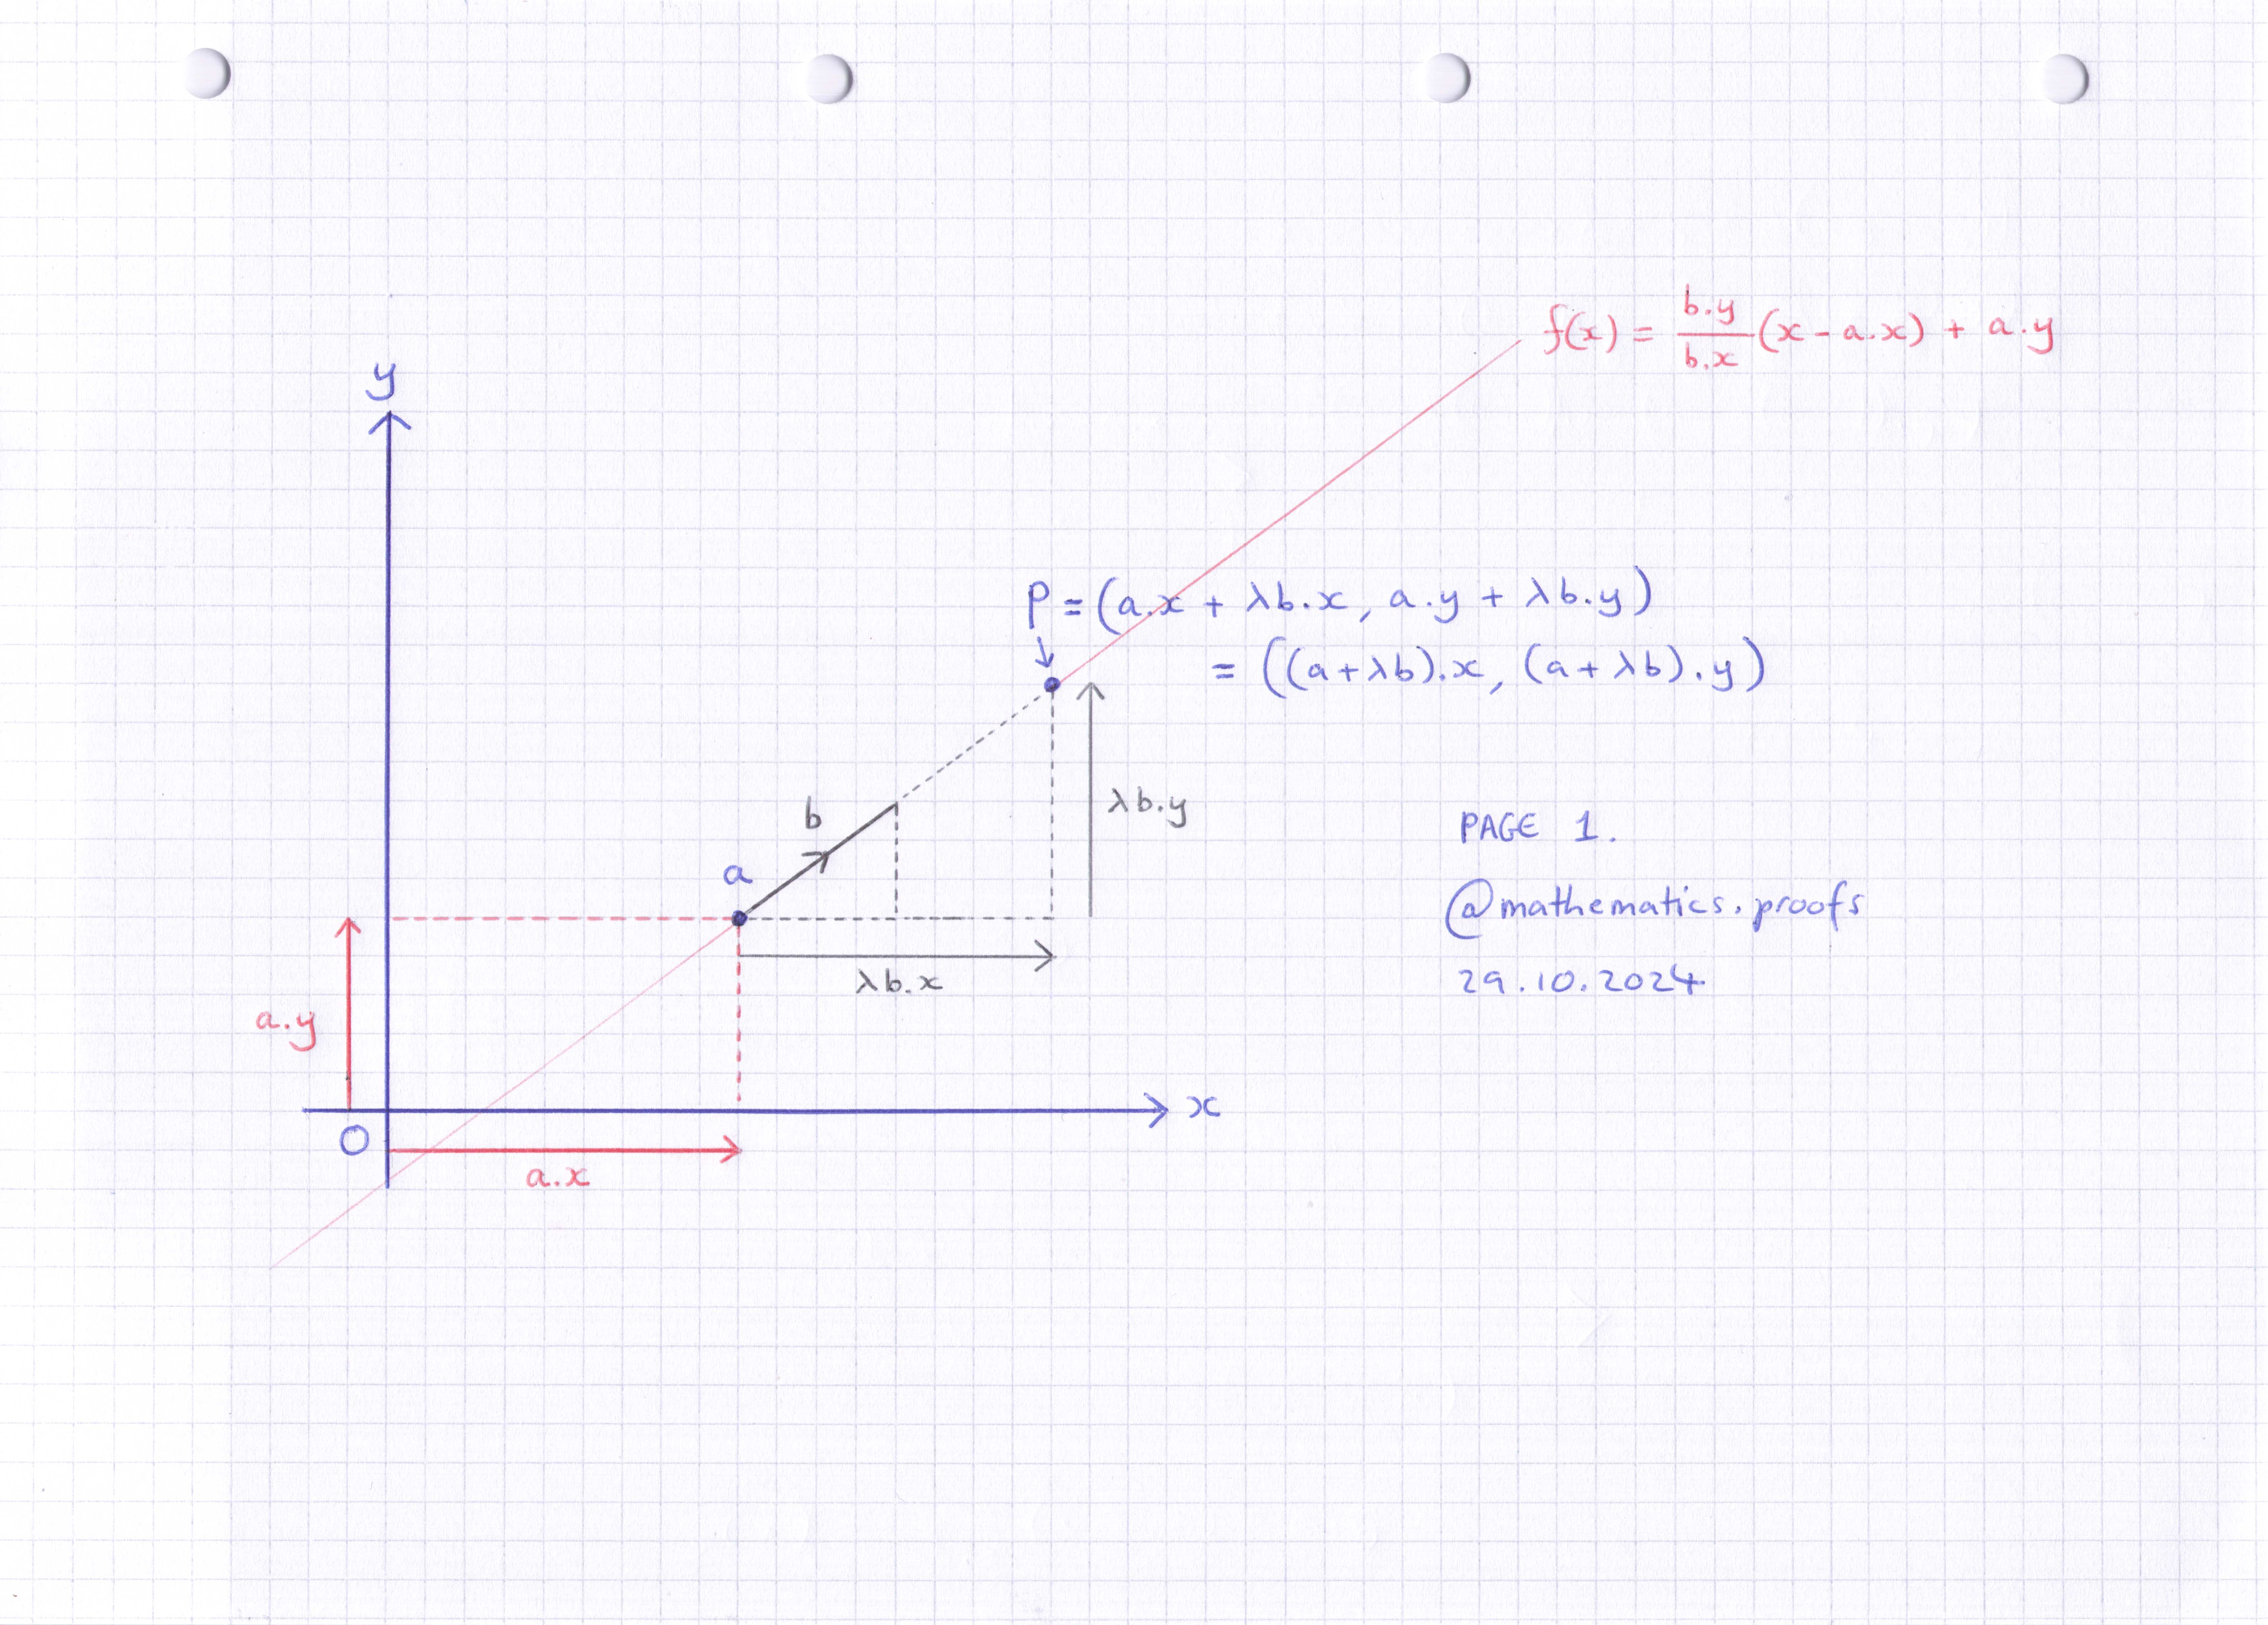 f(x) = b.y/b.x (x - a.x) + a.y
y
P = (a.x + λb.x, a.y + λb.y)
= ((a+λb).x, (a+λb).y)
b
λb.y
PAGE 1.
a
@mathematics.proofs
λb.x
29.10.2024
a.y
x
O
a.x